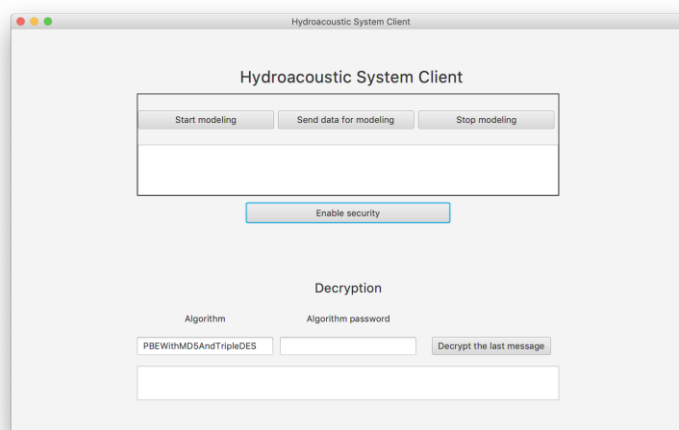 Hydroacoustic System Client
Hydroacoustic System Client
Start modeling Send data for modeling Stop modeling
Enable security
Decryption
Algorithm Algorithm password
PBEWithMD5AndTripleDES Decrypt the last message